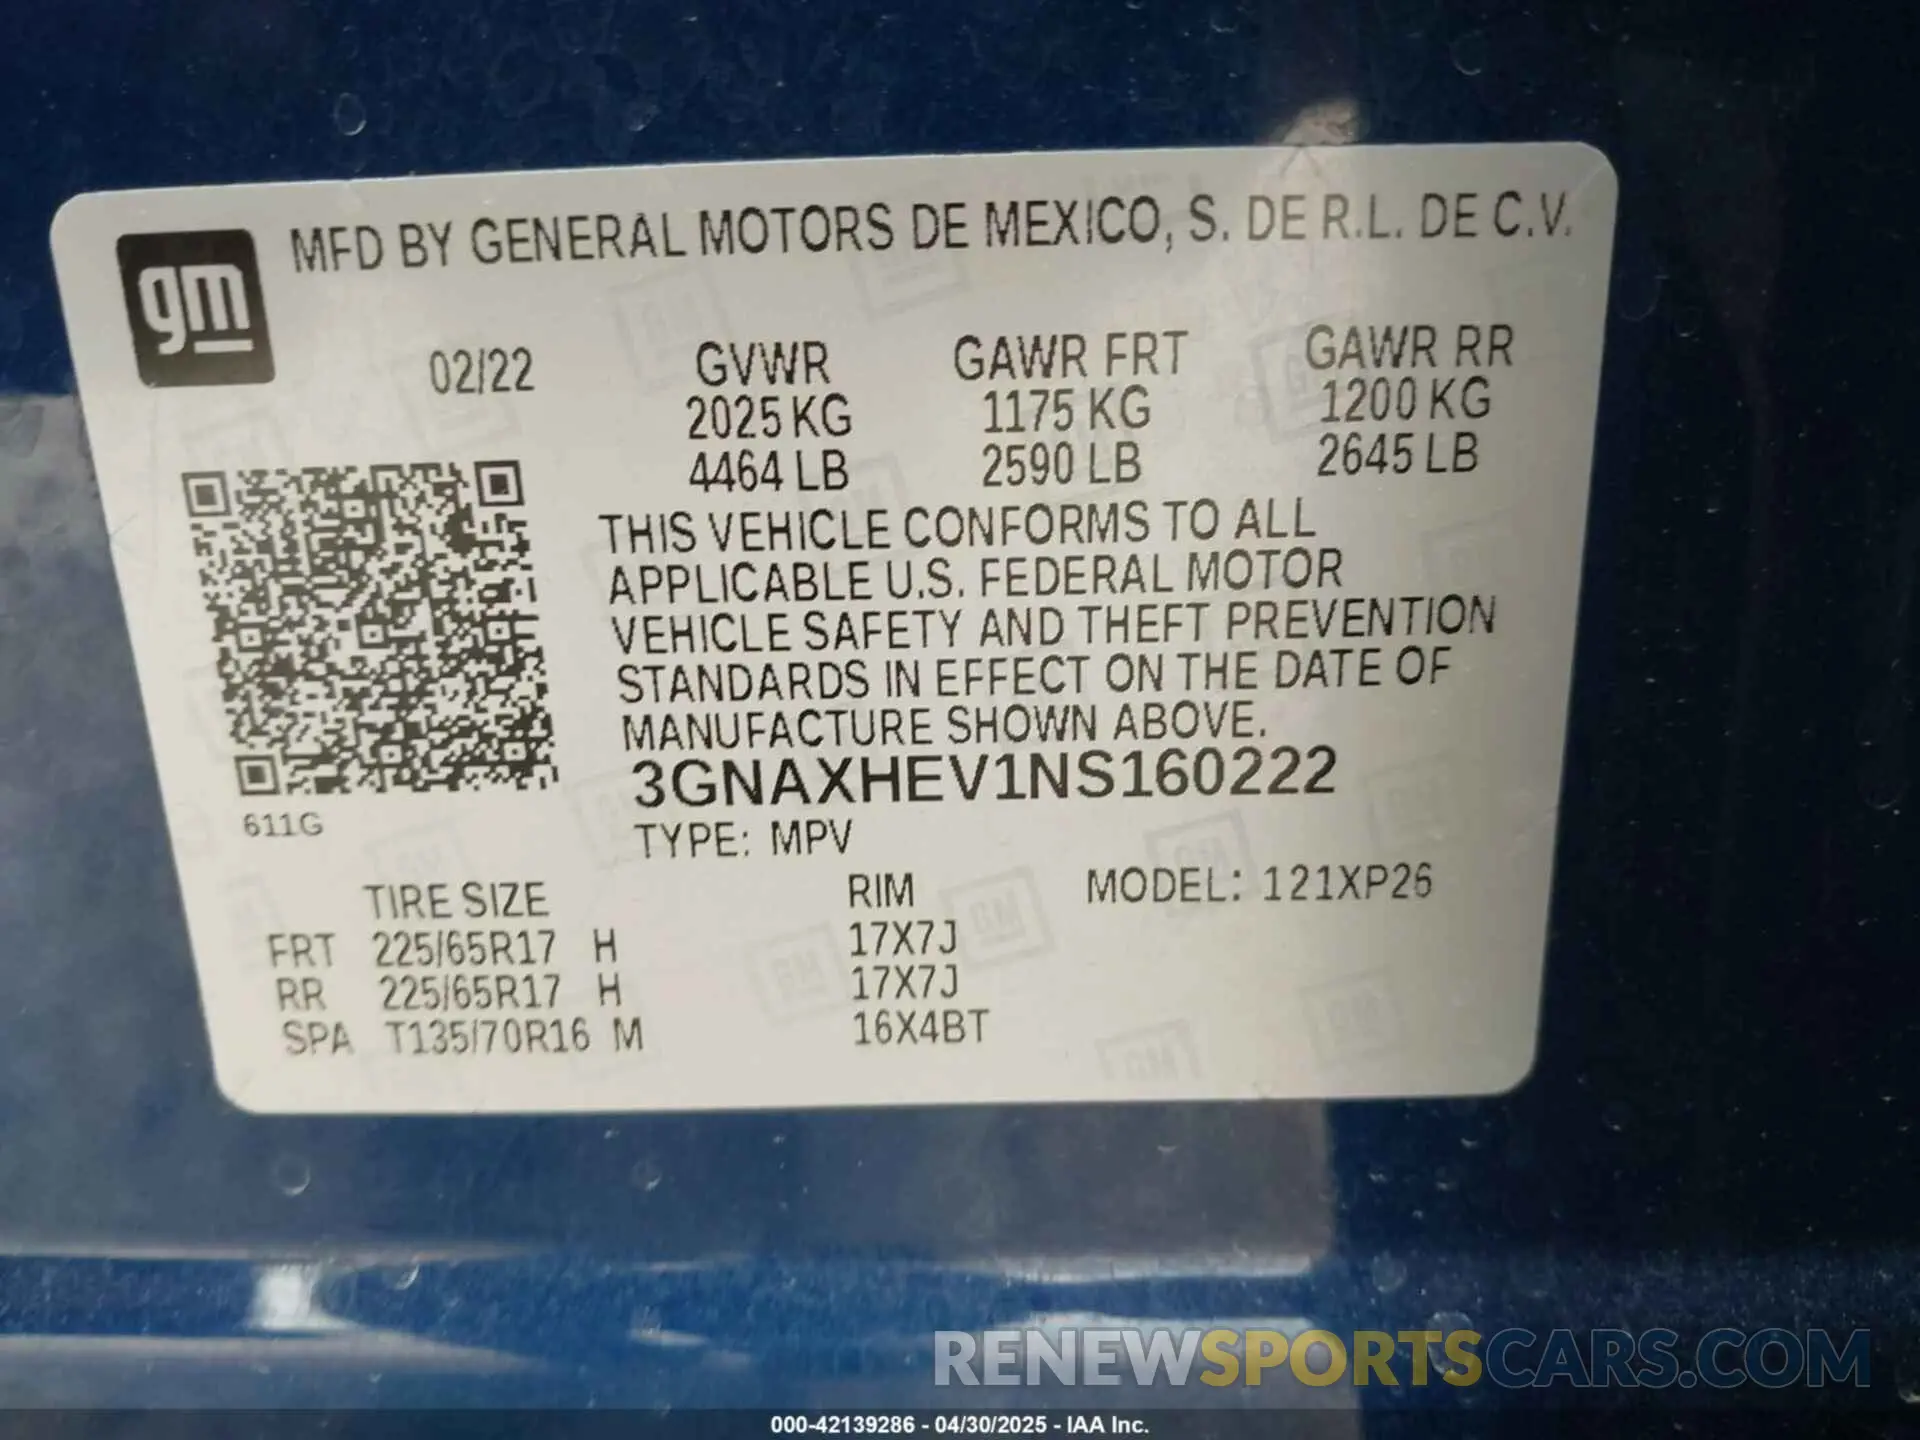 gm
MFD BY GENERAL MOTORS DE MEXICO, S. DE R.L. DE C.V.
02/22 GVWR GAWR FRT GAWR RR
2025 KG 1175 KG 1200 KG
4464 LB 2590 LB 2645 LB
THIS VEHICLE CONFORMS TO ALL
APPLICABLE U.S. FEDERAL MOTOR
VEHICLE SAFETY AND THEFT PREVENTION
STANDARDS IN EFFECT ON THE DATE OF
MANUFACTURE SHOWN ABOVE.
3GNAXHEV1NS160222
611G
TYPE: MPV
TIRE SIZE RIM MODEL: 121XP26
FRT 225/65R17 H 17X7J
RR 225/65R17 H 17X7J
SPA T135/70R16 M 16X4BT
RENEWSPORTSCARS.COM
000-42139286 - 04/30/2025 - IAA Inc.